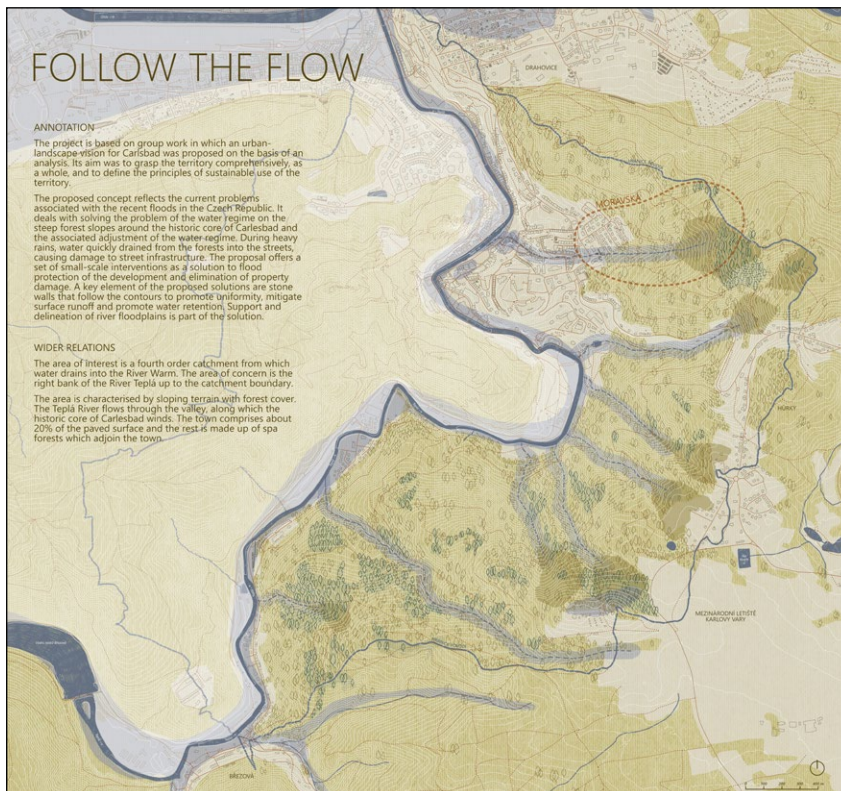 FOLLOW THE FLOW
ANNOTATION
The project is based on group work in which an urban-
landscape vision for Carlsbad was proposed on the basis of an
analysis. Its aim was to grasp the territory comprehensively, as
a whole, and to define the principles of sustainable use of the
territory.
The proposed concept reflects the current problems
associated with the recent floods in the Czech Republic. It
deals with solving the problem of the water regime on the
steep forest slopes around the historic core of Carlesbad and
the associated adjustment of the water regime. During heavy
rains, water quickly drained from the forests into the streets,
causing damage to street infrastructure. The proposal offers a
set of small-scale interventions as a solution to flood
protection of the development and elimination of property
damage. A key element of the proposed solutions are stone
walls that follow the contours to promote uniformity, mitigate
surface runoff and promote water retention. Support and
delineation of river floodplains is part of the solution.
WIDER RELATIONS
The area of interest is a fourth order catchment from which
water drains into the River Warm. The area of concern is the
right bank of the River Teplá up to the catchment boundary.
The area is characterised by sloping terrain with forest cover.
The Teplá River flows through the valley, along which the
historic core of Carlesbad winds. The town comprises about
20% of the paved surface and the rest is made up of spa
forests which adjoin the town.
DRAHOVICE
MORAVSKÁ
HŮRKY
MEZINÁRODNÍ LETIŠTĚ
KARLOVY VARY
BŘEZOVÁ